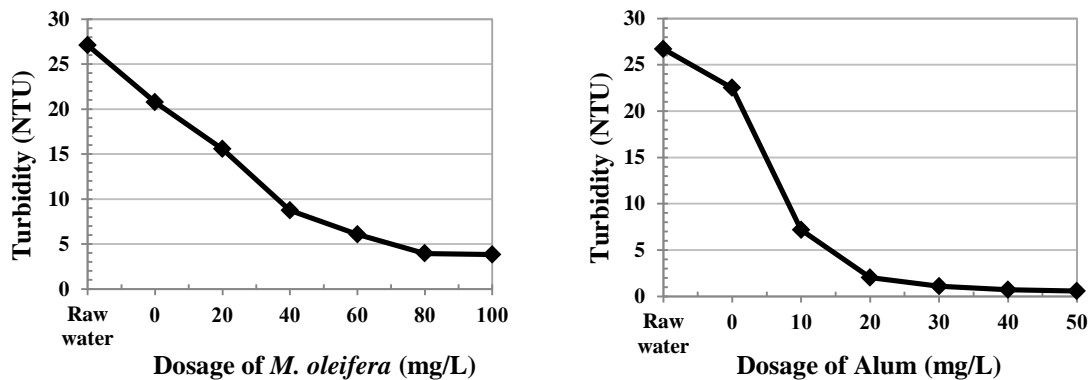 30
25
20
15
10
5
0
Turbidity (NTU)
Raw water 0 20 40 60 80 100
Dosage of M. oleifera (mg/L)
30
25
20
15
10
5
0
Turbidity (NTU)
Raw water 0 10 20 30 40 50
Dosage of Alum (mg/L)